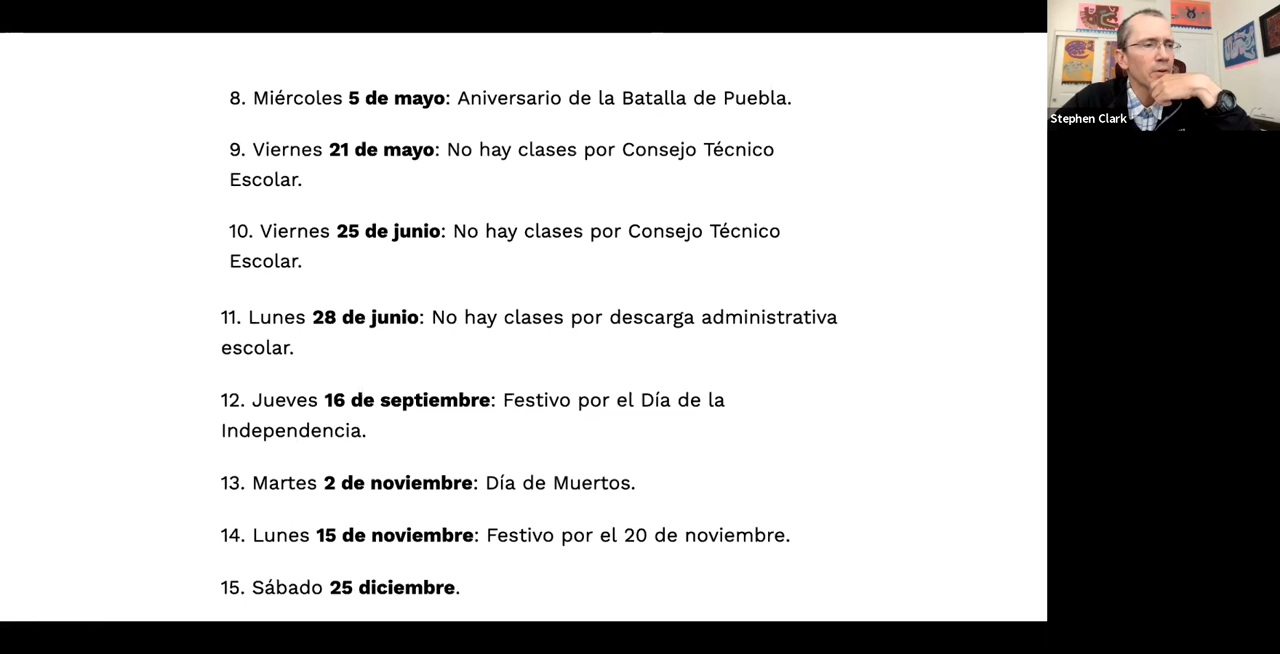 8. Miércoles 5 de mayo: Aniversario de la Batalla de Puebla.
9. Viernes 21 de mayo: No hay clases por Consejo Técnico
Escolar.
10. Viernes 25 de junio: No hay clases por Consejo Técnico
Escolar.
11. Lunes 28 de junio: No hay clases por descarga administrativa
escolar.
12. Jueves 16 de septiembre: Festivo por el Día de la
Independencia.
13. Martes 2 de noviembre: Día de Muertos.
14. Lunes 15 de noviembre: Festivo por el 20 de noviembre.
15. Sábado 25 diciembre.
Stephen Clark